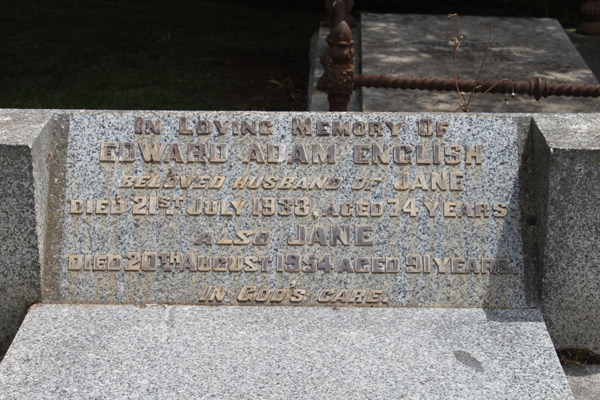 In Loving Memory Of
EDWARD ADAM ENGLISH
BELOVED HUSBAND OF JANE
DIED 21ST JULY 1938, AGED 74 YEARS
ALSO JANE
DIED 20TH AUGUST 1954, AGED 91 YEARS.
IN GOD'S CARE.